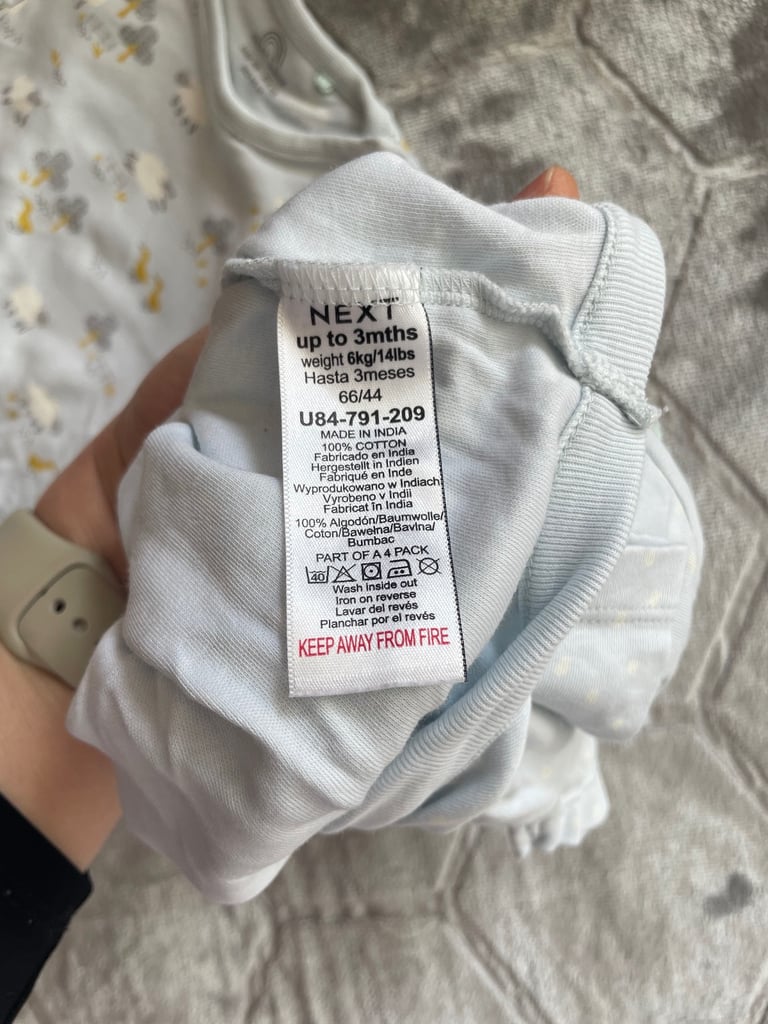 NEXT
up to 3mths
weight 6kg/14lbs
Hasta 3meses
66/44
U84-791-209
MADE IN INDIA
100% COTTON
Fabricado en India
Hergestellt in Indien
Fabriqué en Inde
Wyprodukowano w Indiach
Vyrobeno v Indii
Fabricat în India
100% Algodón/Baumwolle/
Coton/Bawełna/Bavlna/
Bumbac
PART OF A 4 PACK
40
Wash inside out
Iron on reverse
Lavar del revés
Planchar por el revés
KEEP AWAY FROM FIRE